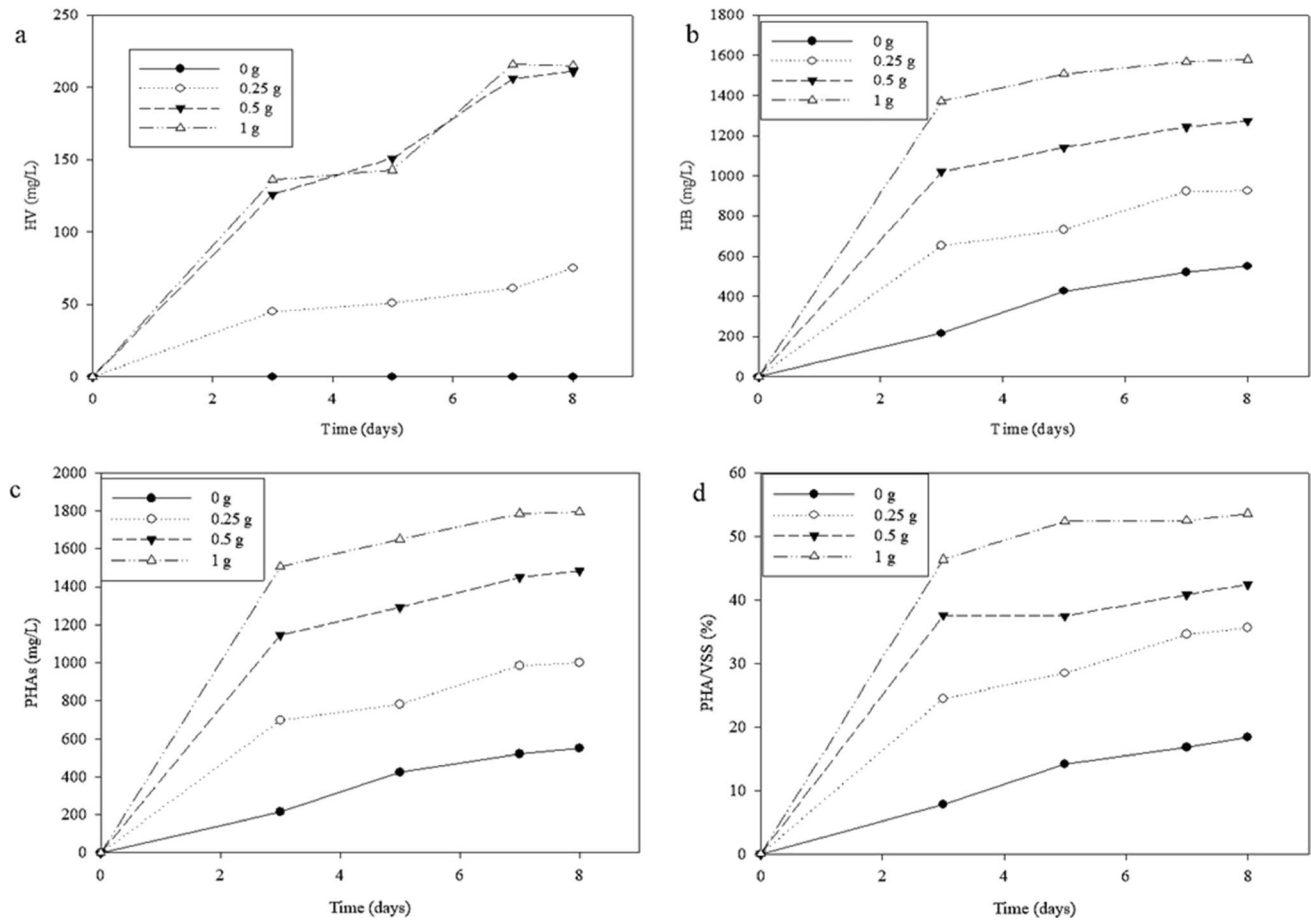 a
250
200
150
100
50
0
HV (mg/L)
0 g
0.25 g
0.5 g
1 g
0 2 4 6 8
Time (days)
b
1800
1600
1400
1200
1000
800
600
400
200
0
HB (mg/L)
0 g
0.25 g
0.5 g
1 g
0 2 4 6 8
Time (days)
c
2000
1800
1600
1400
1200
1000
800
600
400
200
0
PHAs (mg/L)
0 g
0.25 g
0.5 g
1 g
0 2 4 6 8
Time (days)
d
60
50
40
30
20
10
0
PHA/VSS (%)
0 g
0.25 g
0.5 g
1 g
0 2 4 6 8
Time (days)